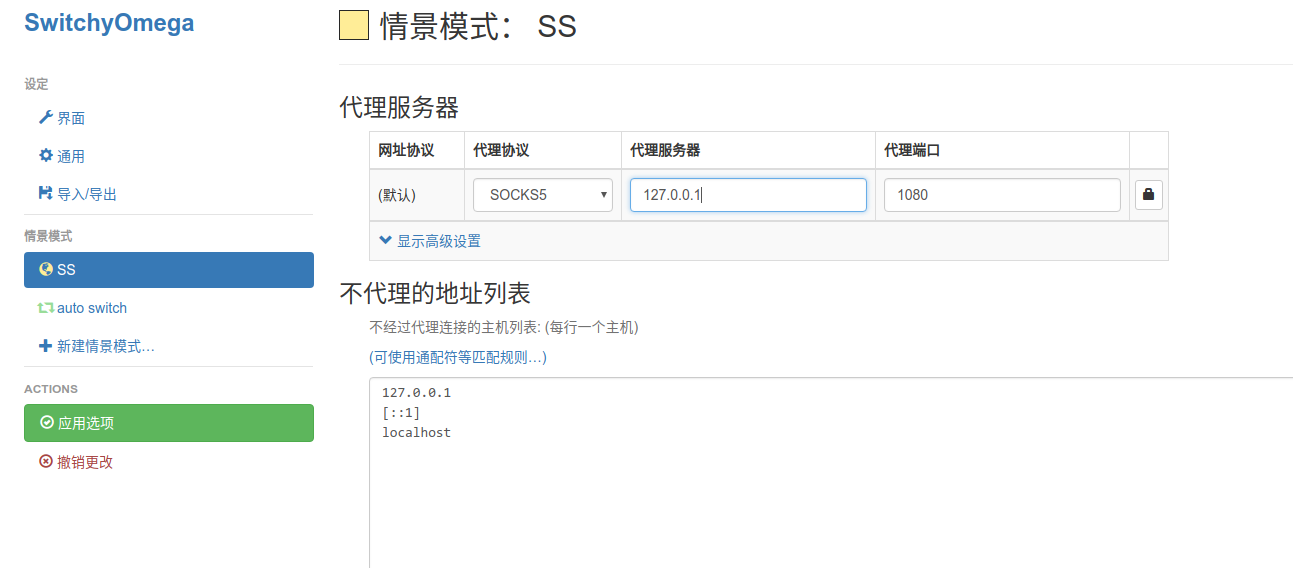 SwitchyOmega
设定
界面
通用
导入/导出
情景模式
SS
auto switch
新建情景模式…
ACTIONS
应用选项
撤销更改
情景模式： SS
代理服务器
网址协议 代理协议 代理服务器 代理端口
(默认) SOCKS5 127.0.0.1 1080
显示高级设置
不代理的地址列表
不经过代理连接的主机列表: (每行一个主机)
(可使用通配符等匹配规则…)
127.0.0.1
[::1]
localhost